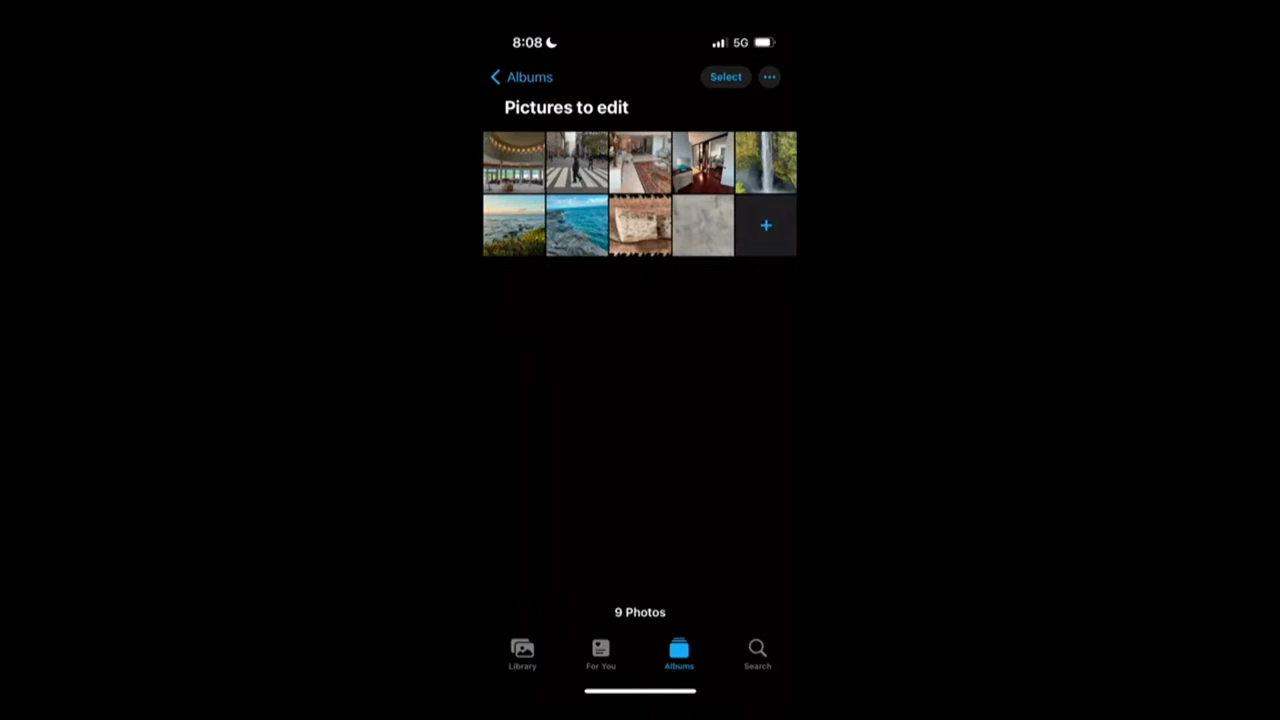 8:08
5G
Albums
Select
Pictures to edit
9 Photos
Library
For You
Albums
Search